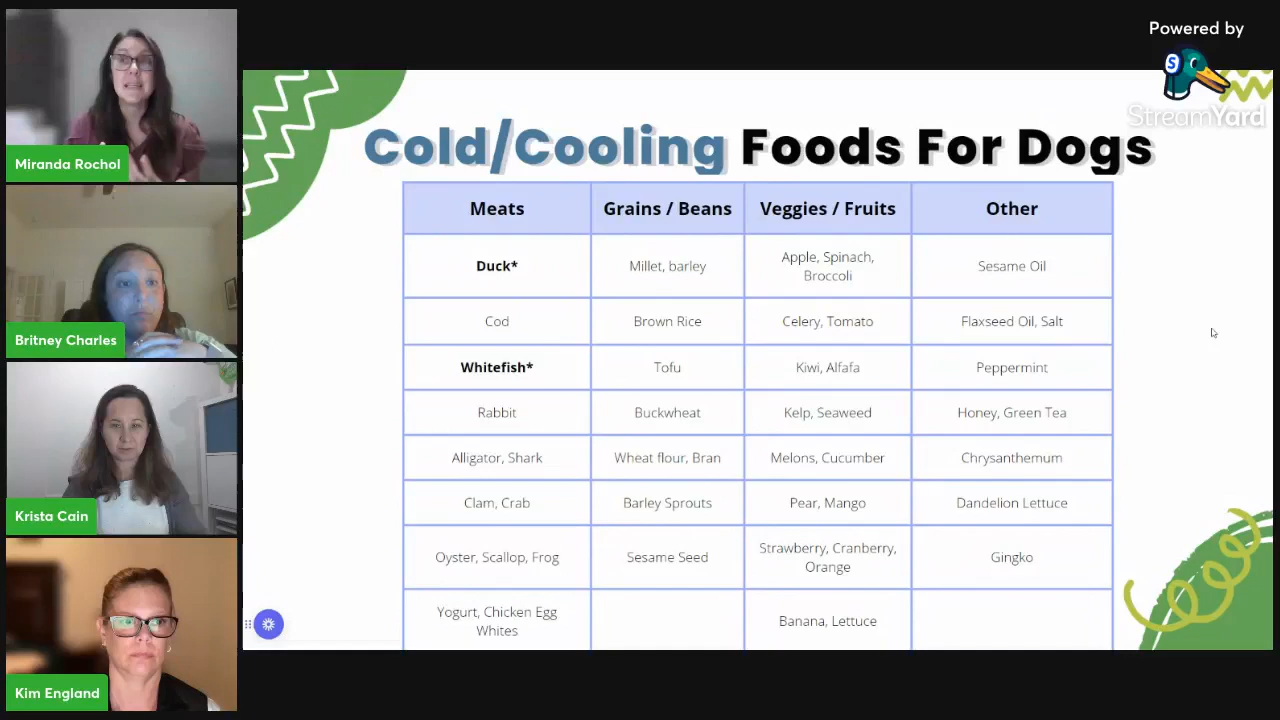 Powered by
S
StreamYard
Miranda Rochol
Britney Charles
Krista Cain
Kim England
Cold/Cooling Foods For Dogs
Meats Grains / Beans Veggies / Fruits Other
Duck* Millet, barley Apple, Spinach, Broccoli Sesame Oil
Cod Brown Rice Celery, Tomato Flaxseed Oil, Salt
Whitefish* Tofu Kiwi, Alfafa Peppermint
Rabbit Buckwheat Kelp, Seaweed Honey, Green Tea
Alligator, Shark Wheat flour, Bran Melons, Cucumber Chrysanthemum
Clam, Crab Barley Sprouts Pear, Mango Dandelion Lettuce
Oyster, Scallop, Frog Sesame Seed Strawberry, Cranberry, Orange Gingko
Yogurt, Chicken Egg Whites Banana, Lettuce